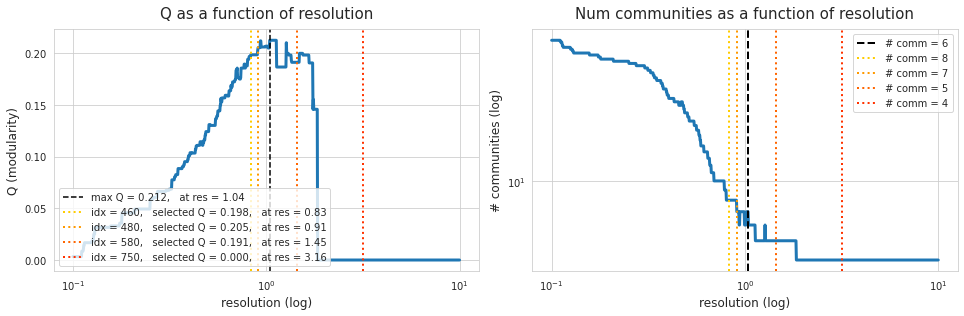 Q as a function of resolution
Q (modularity)
0.20
0.15
0.10
0.05
0.00
max Q = 0.212,   at res = 1.04
idx = 460,   selected Q = 0.198,   at res = 0.83
idx = 480,   selected Q = 0.205,   at res = 0.91
idx = 580,   selected Q = 0.191,   at res = 1.45
idx = 750,   selected Q = 0.000,   at res = 3.16
10⁻¹ 10⁰ 10¹
resolution (log)
Num communities as a function of resolution
# communities (log)
10¹
# comm = 6
# comm = 8
# comm = 7
# comm = 5
# comm = 4
10⁻¹ 10⁰ 10¹
resolution (log)